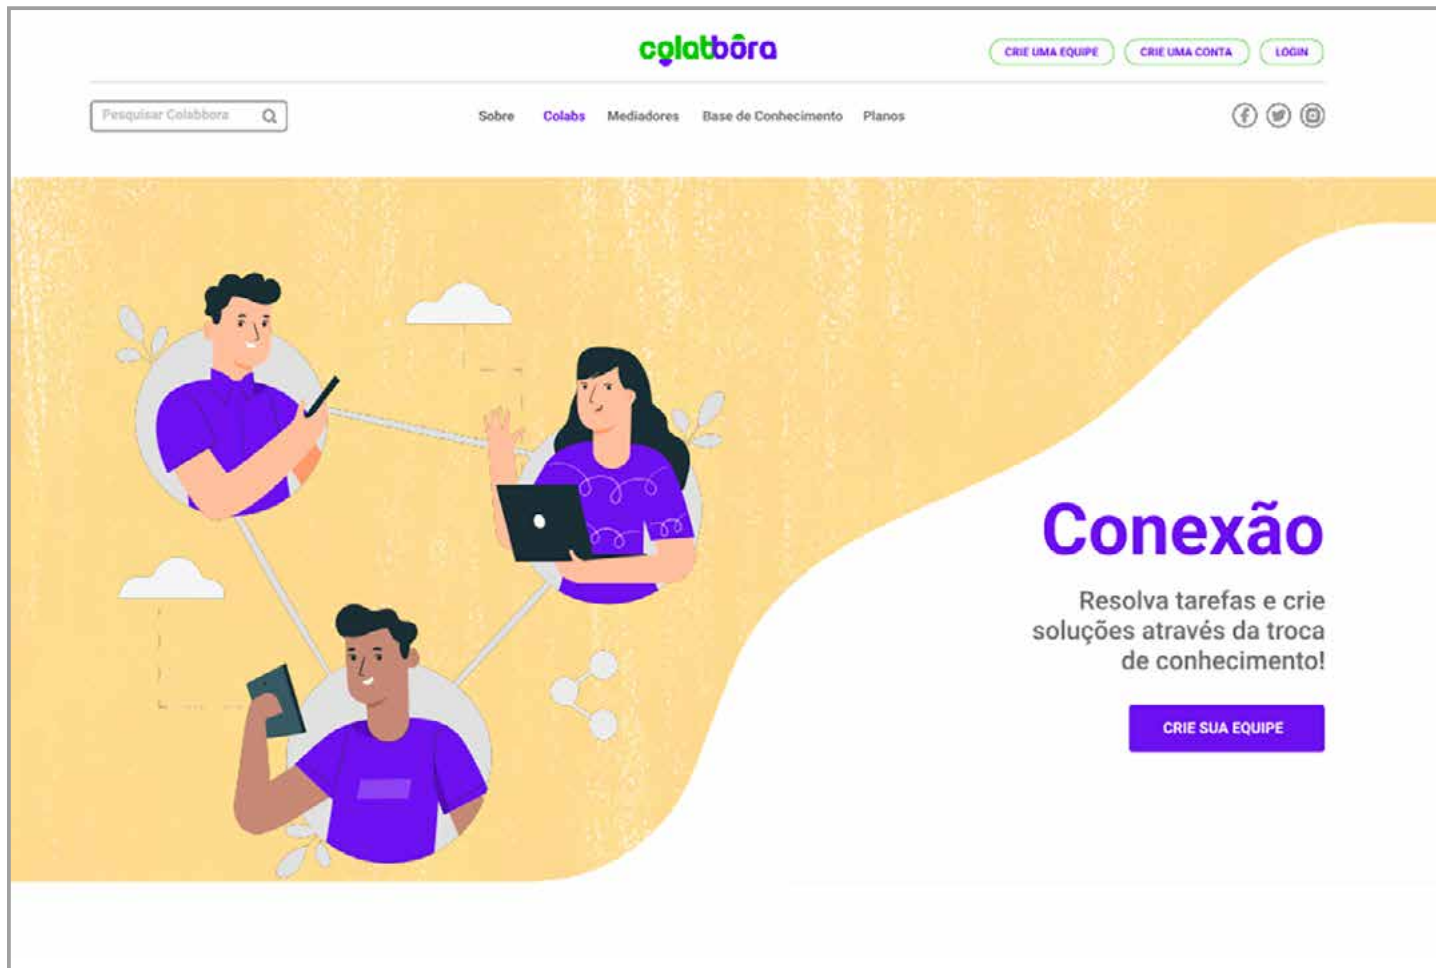 colatbôra
CRIE UMA EQUIPE
CRIE UMA CONTA
LOGIN
Pesquisar Colabbora
Sobre
Colabs
Mediadores
Base de Conhecimento
Planos
Conexão
Resolva tarefas e crie
soluções através da troca
de conhecimento!
CRIE SUA EQUIPE